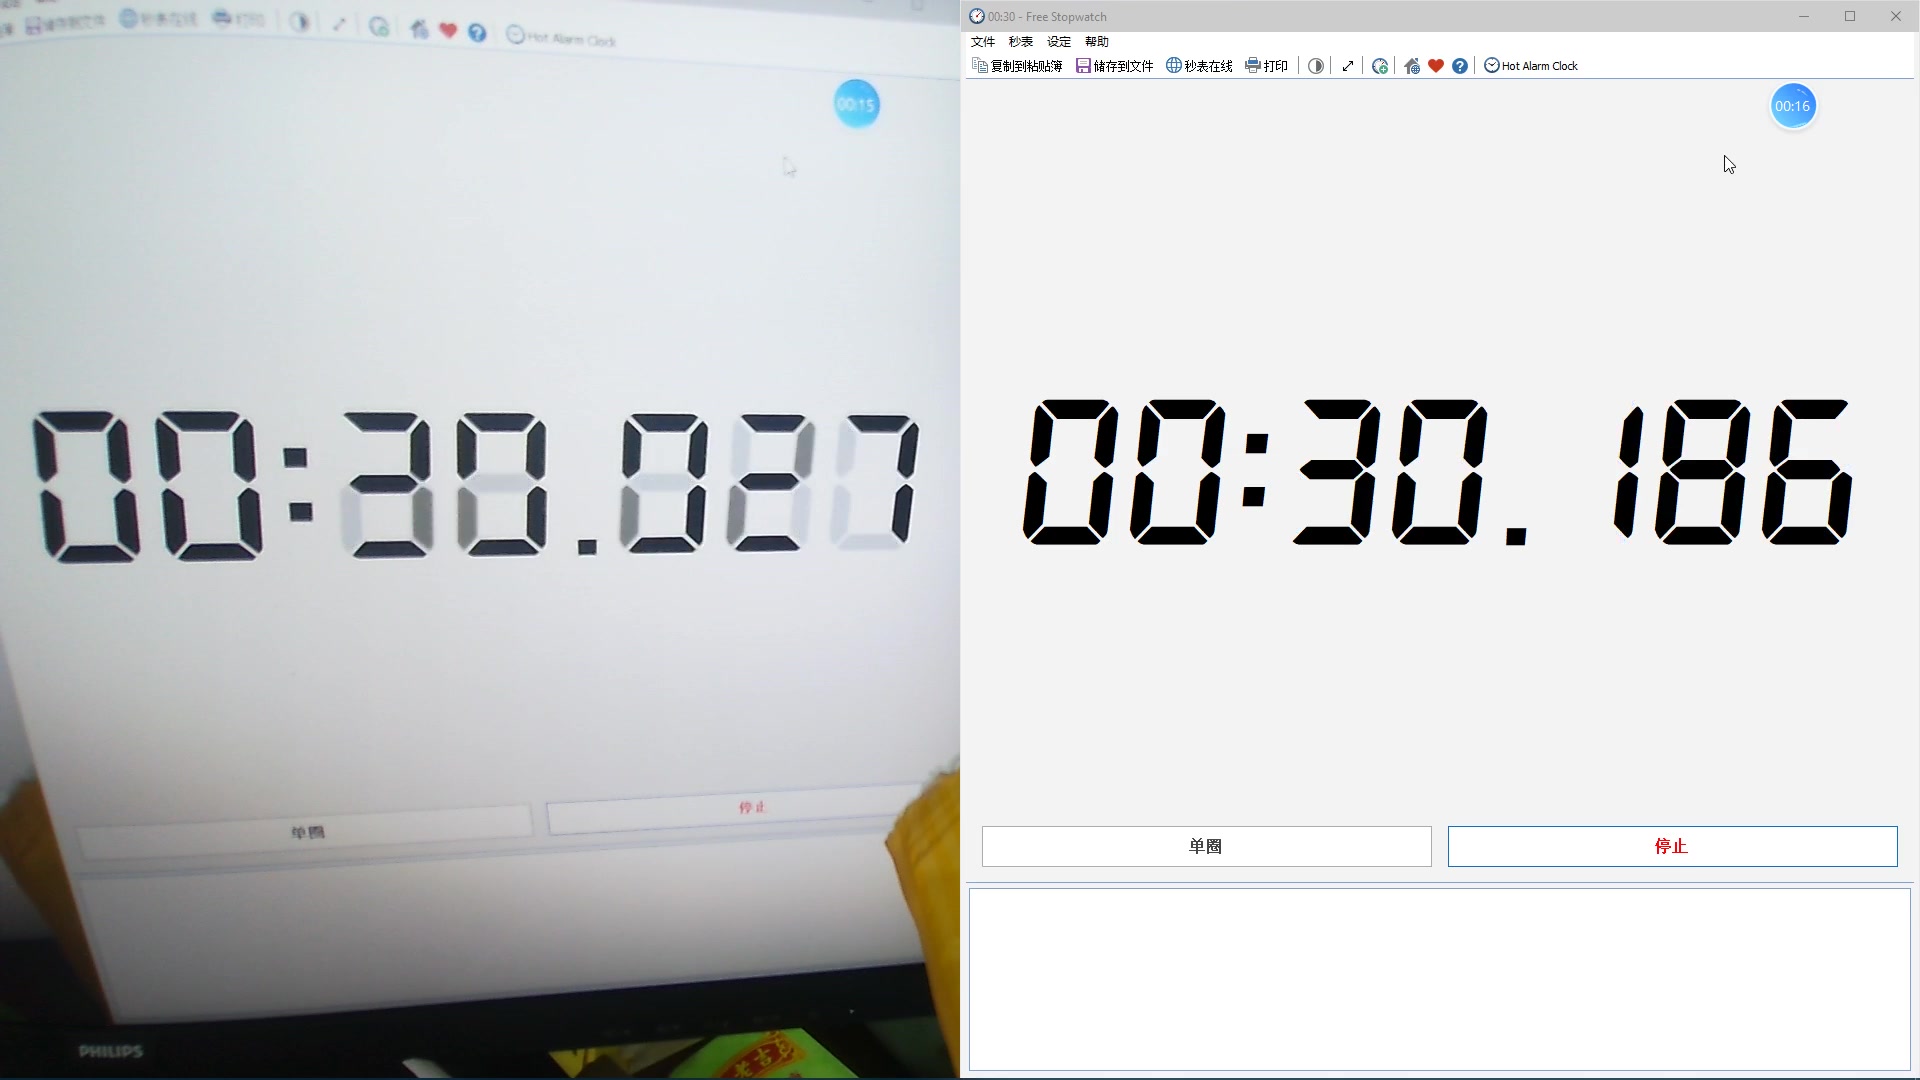 储存到文件 秒表在线 打印 Hot Alarm Clock
00:15
单圈 停止
PHILIPS
00:30 - Free Stopwatch
文件 秒表 设定 帮助
复制到粘贴簿 储存到文件 秒表在线 打印 Hot Alarm Clock
00:16
00:30.186
单圈 停止